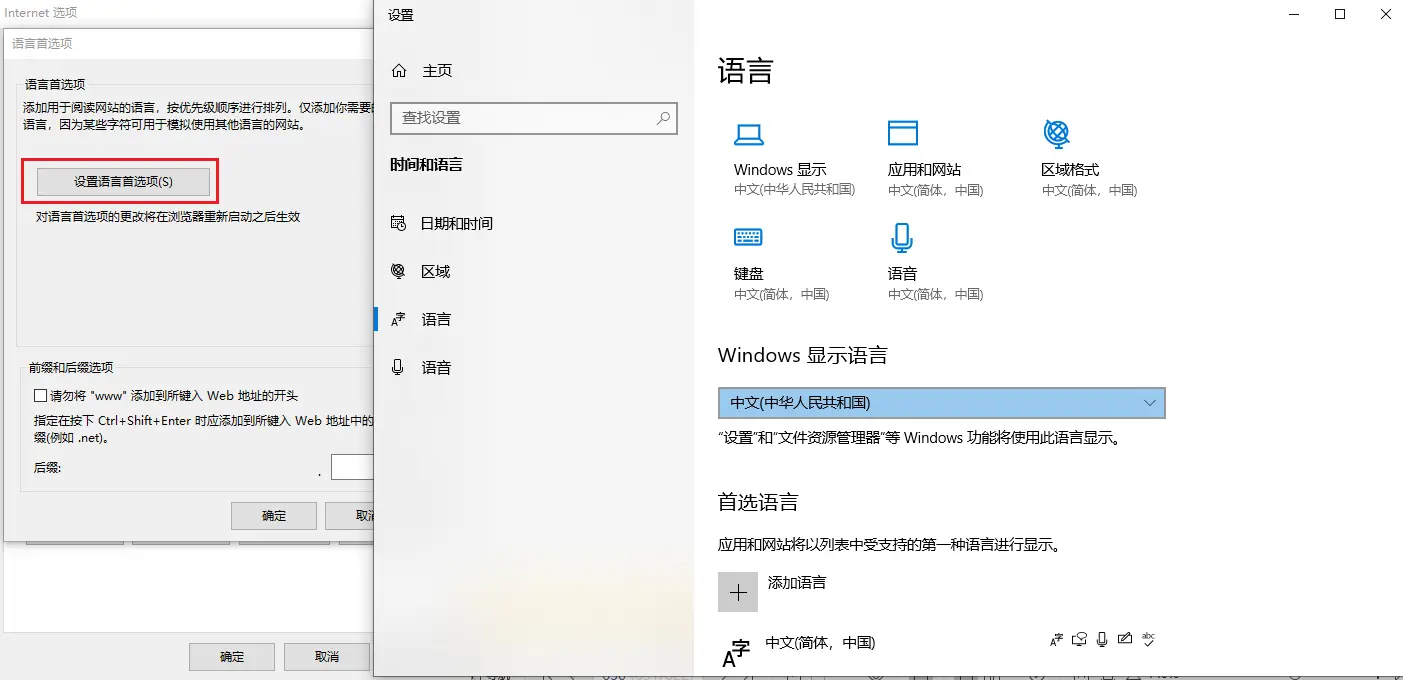 Internet 选项
语言首选项
语言首选项
添加用于阅读网站的语言，按优先级顺序进行排列。仅添加你需要
语言，因为某些字符可用于模拟使用其他语言的网站。
设置语言首选项(S)
对语言首选项的更改将在浏览器重新启动之后生效
前缀和后缀选项
请勿将 "www" 添加到所键入 Web 地址的开头
指定在按下 Ctrl+Shift+Enter 时应添加到所键入 Web 地址中的
缀(例如 .net)。
后缀:
.
确定
取消
确定
取消
设置
主页
查找设置
时间和语言
日期和时间
区域
语言
语音
语言
Windows 显示
中文(中华人民共和国)
应用和网站
中文(简体，中国)
区域格式
中文(简体，中国)
键盘
中文(简体，中国)
语音
中文(简体，中国)
Windows 显示语言
中文(中华人民共和国)
“设置”和“文件资源管理器”等 Windows 功能将使用此语言显示。
首选语言
应用和网站将以列表中受支持的第一种语言进行显示。
添加语言
A字 中文(简体，中国)